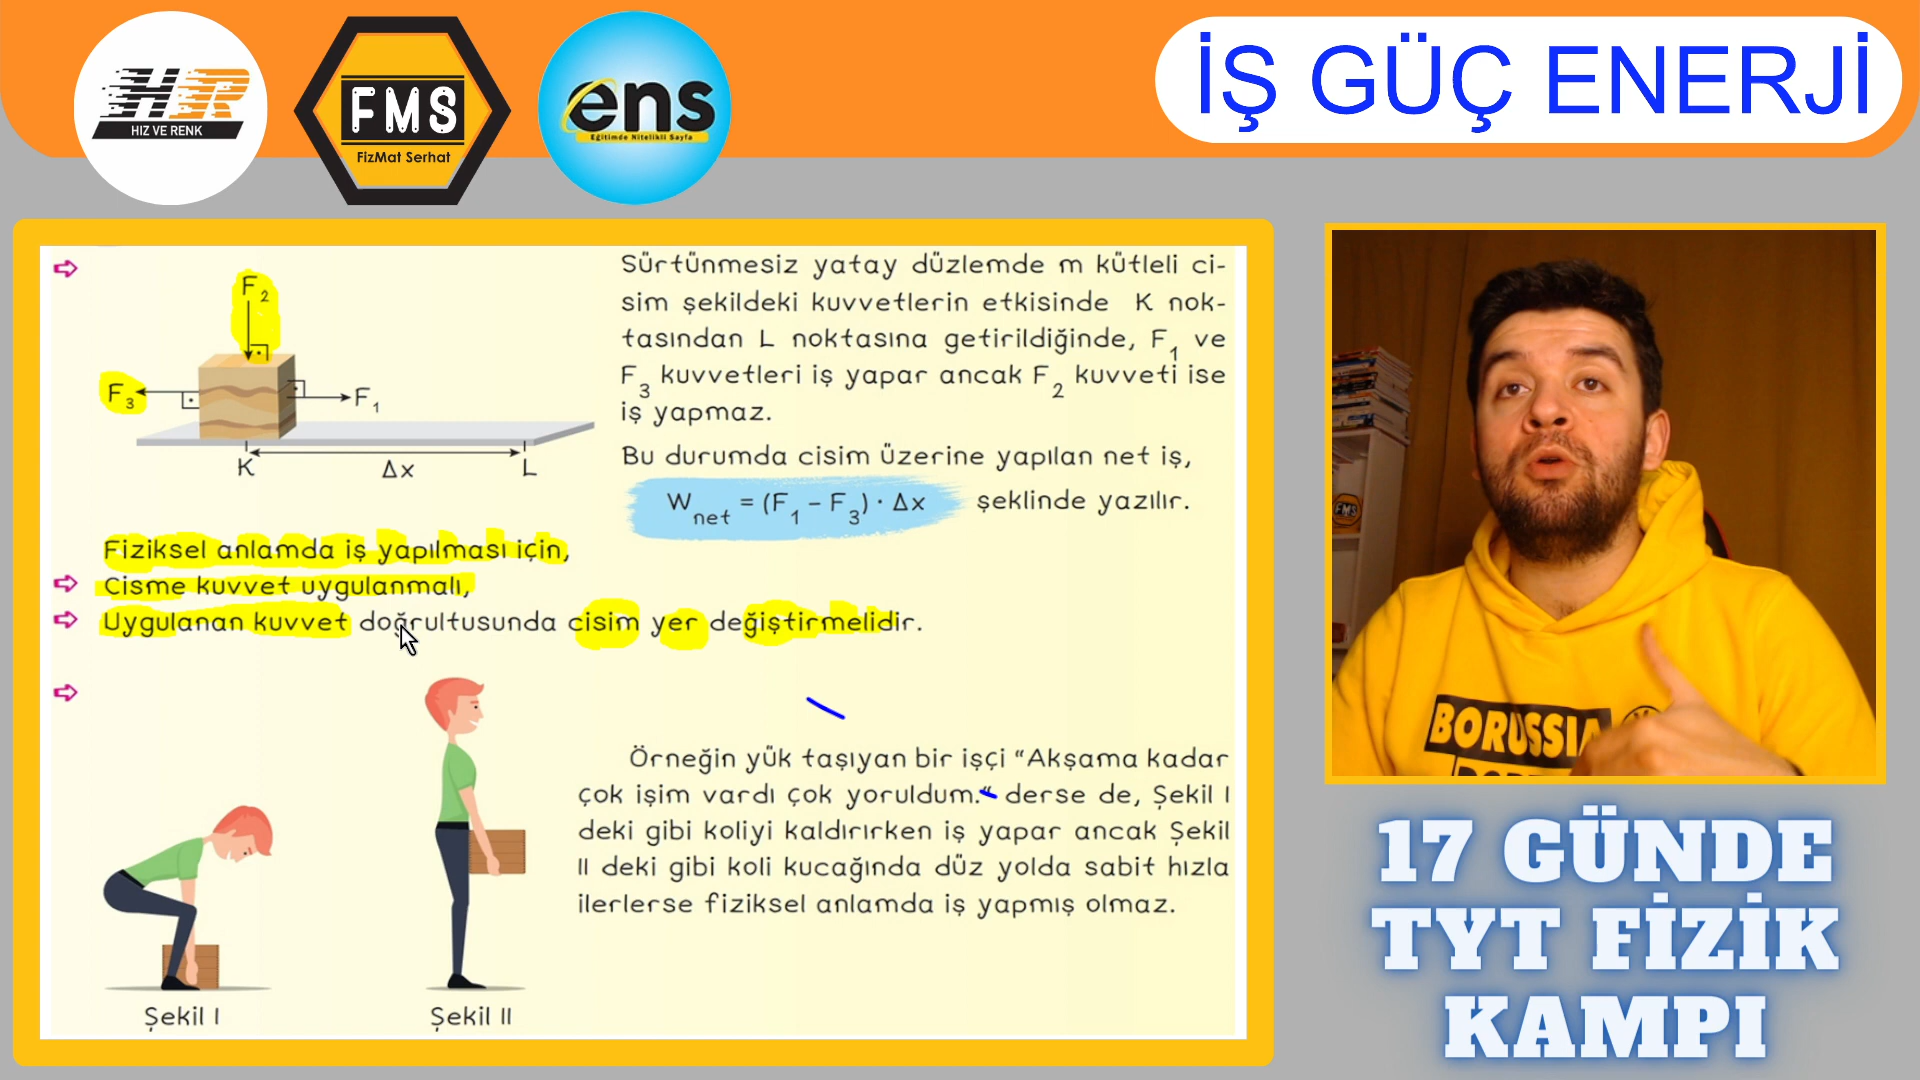 HR
HIZ VE RENK
FMS
FizMat Serhat
ens
Eğitimde Nitelikli Sayfa
İŞ GÜÇ ENERJİ
F2
F3
F1
K
Δx
L
Sürtünmesiz yatay düzlemde m kütleli ci-
sim şekildeki kuvvetlerin etkisinde K nok-
tasından L noktasına getirildiğinde, F1 ve
F3 kuvvetleri iş yapar ancak F2 kuvveti ise
iş yapmaz.
Bu durumda cisim üzerine yapılan net iş,
Wnet = (F1 – F3) · Δx şeklinde yazılır.
Fiziksel anlamda iş yapılması için,
⇨ Cisme kuvvet uygulanmalı,
⇨ Uygulanan kuvvet doğrultusunda cisim yer değiştirmelidir.
Örneğin yük taşıyan bir işçi “Akşama kadar
çok işim vardı çok yoruldum.“ derse de, Şekil I
deki gibi koliyi kaldırırken iş yapar ancak Şekil
II deki gibi koli kucağında düz yolda sabit hızla
ilerlerse fiziksel anlamda iş yapmış olmaz.
Şekil I
Şekil II
FMS
BORUSSIA
17 GÜNDE
TYT FİZİK
KAMPI